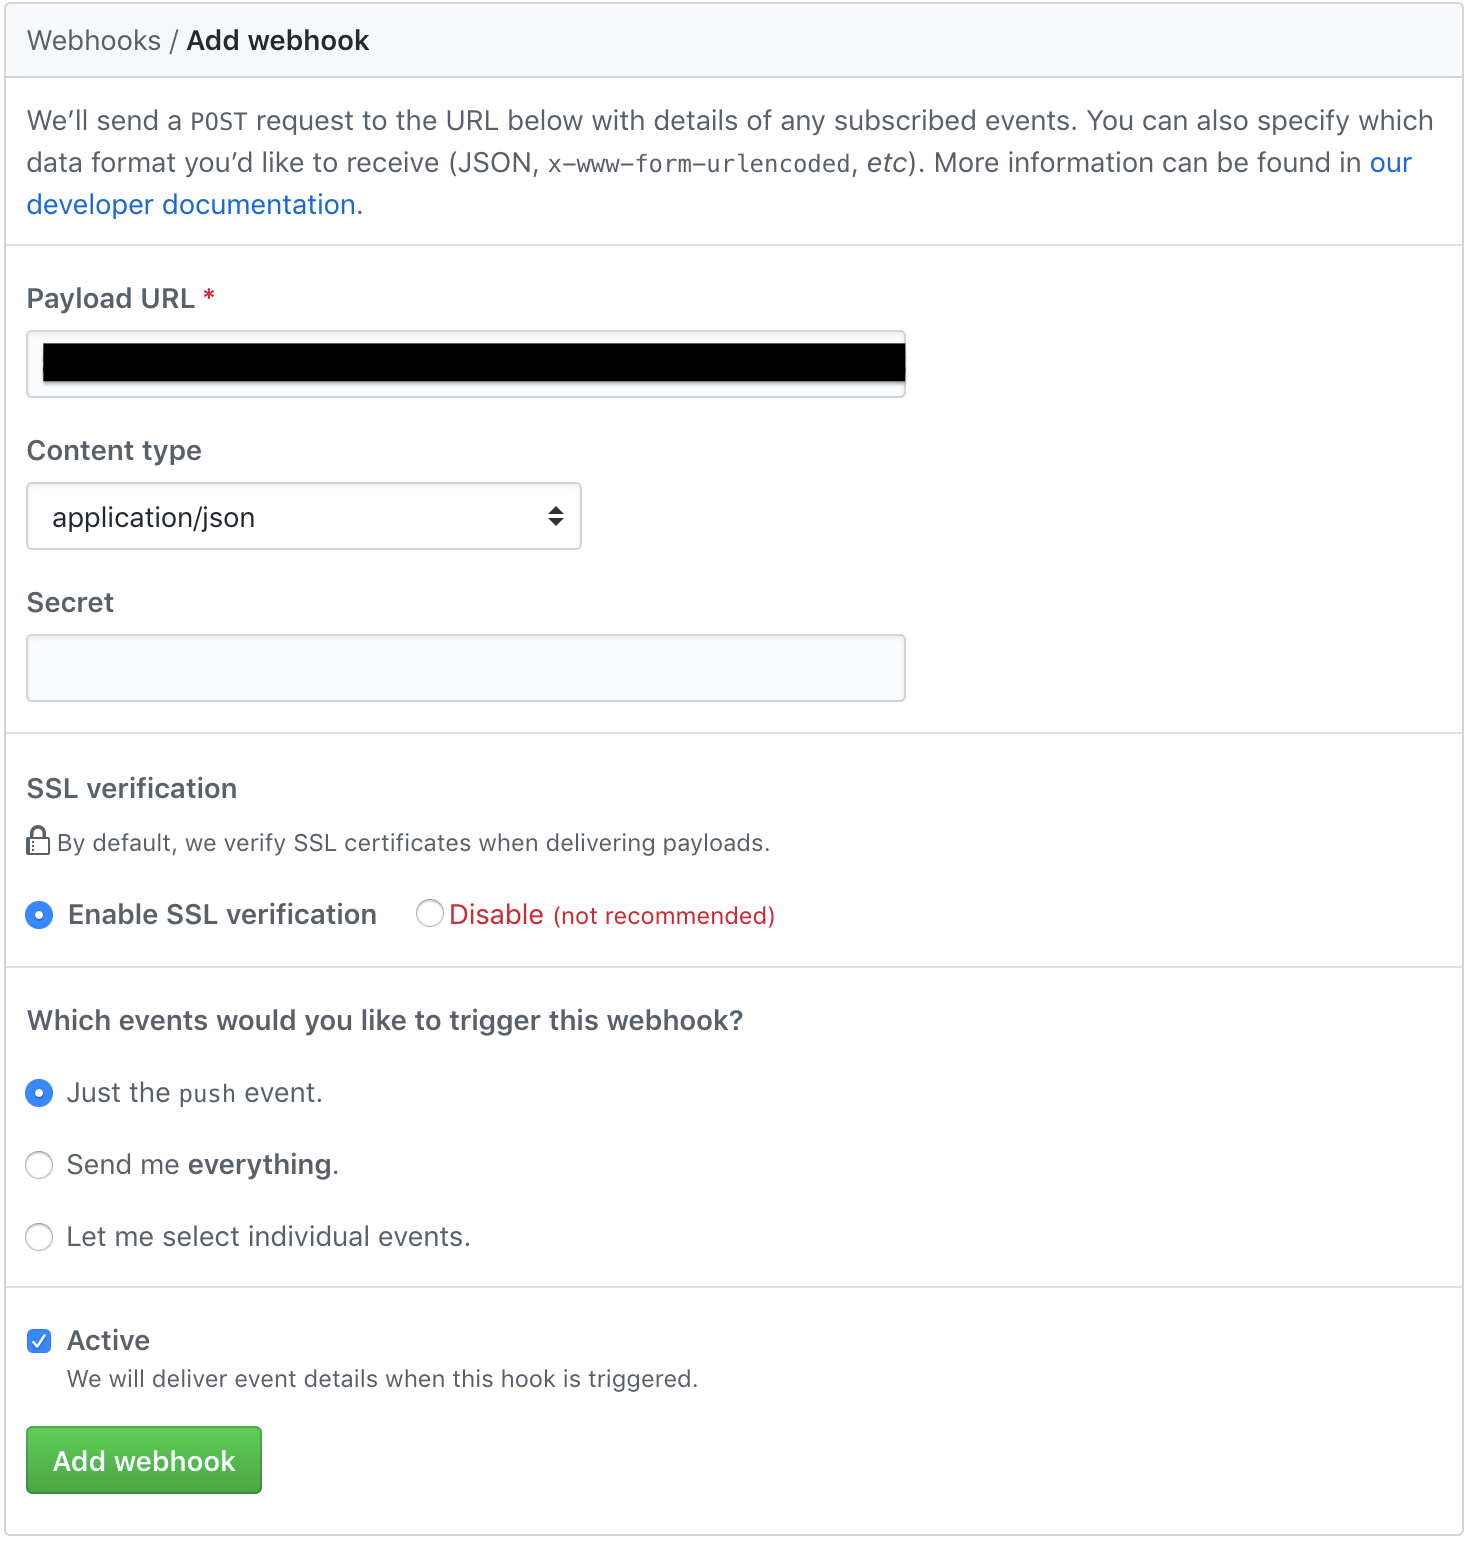 Webhooks / Add webhook
We’ll send a POST request to the URL below with details of any subscribed events. You can also specify which
data format you’d like to receive (JSON, x-www-form-urlencoded, etc). More information can be found in our
developer documentation.
Payload URL *
Content type
application/json
Secret
SSL verification
By default, we verify SSL certificates when delivering payloads.
Enable SSL verification Disable (not recommended)
Which events would you like to trigger this webhook?
Just the push event.
Send me everything.
Let me select individual events.
Active
We will deliver event details when this hook is triggered.
Add webhook